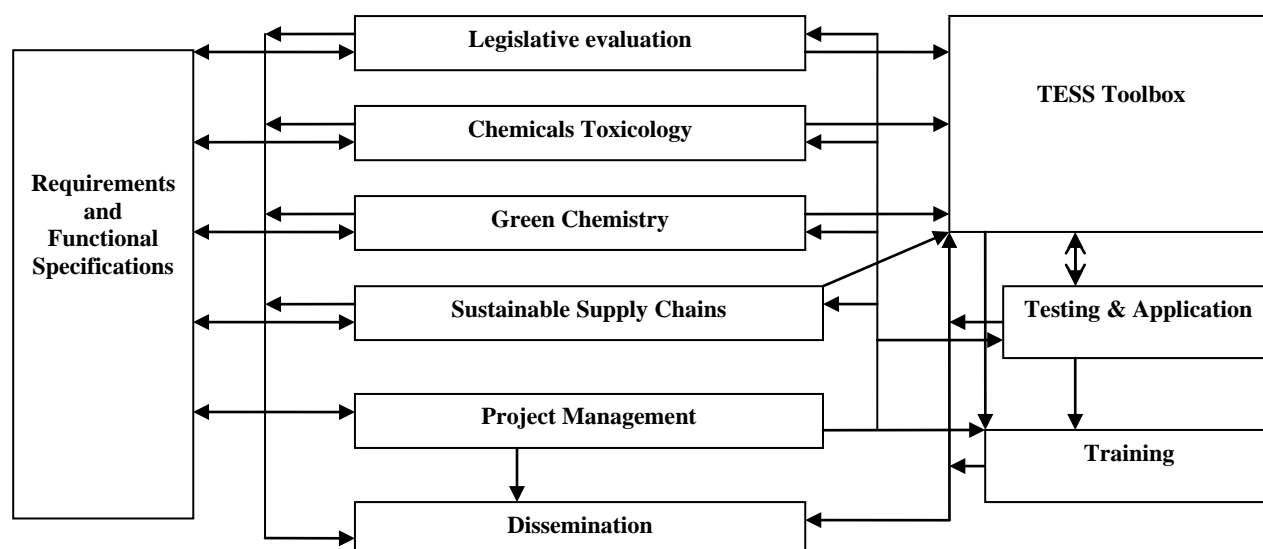 Legislative evaluation
TESS Toolbox
Chemicals Toxicology
Requirements
and
Functional
Specifications
Green Chemistry
Sustainable Supply Chains
Testing & Application
Project Management
Training
Dissemination